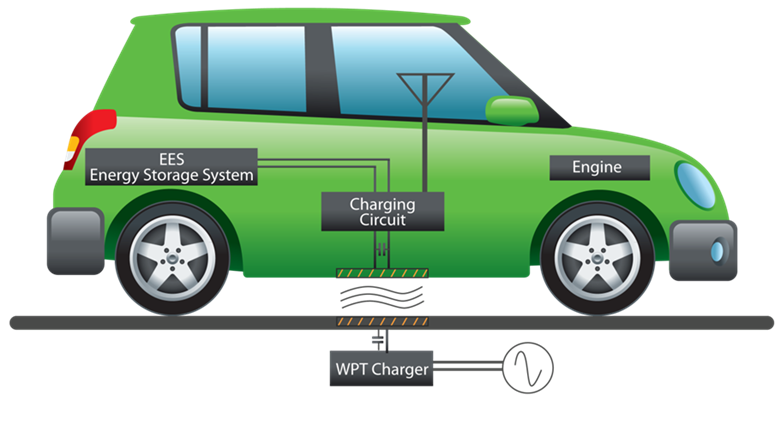 EES
Energy Storage System
Engine
Charging
Circuit
WPT Charger